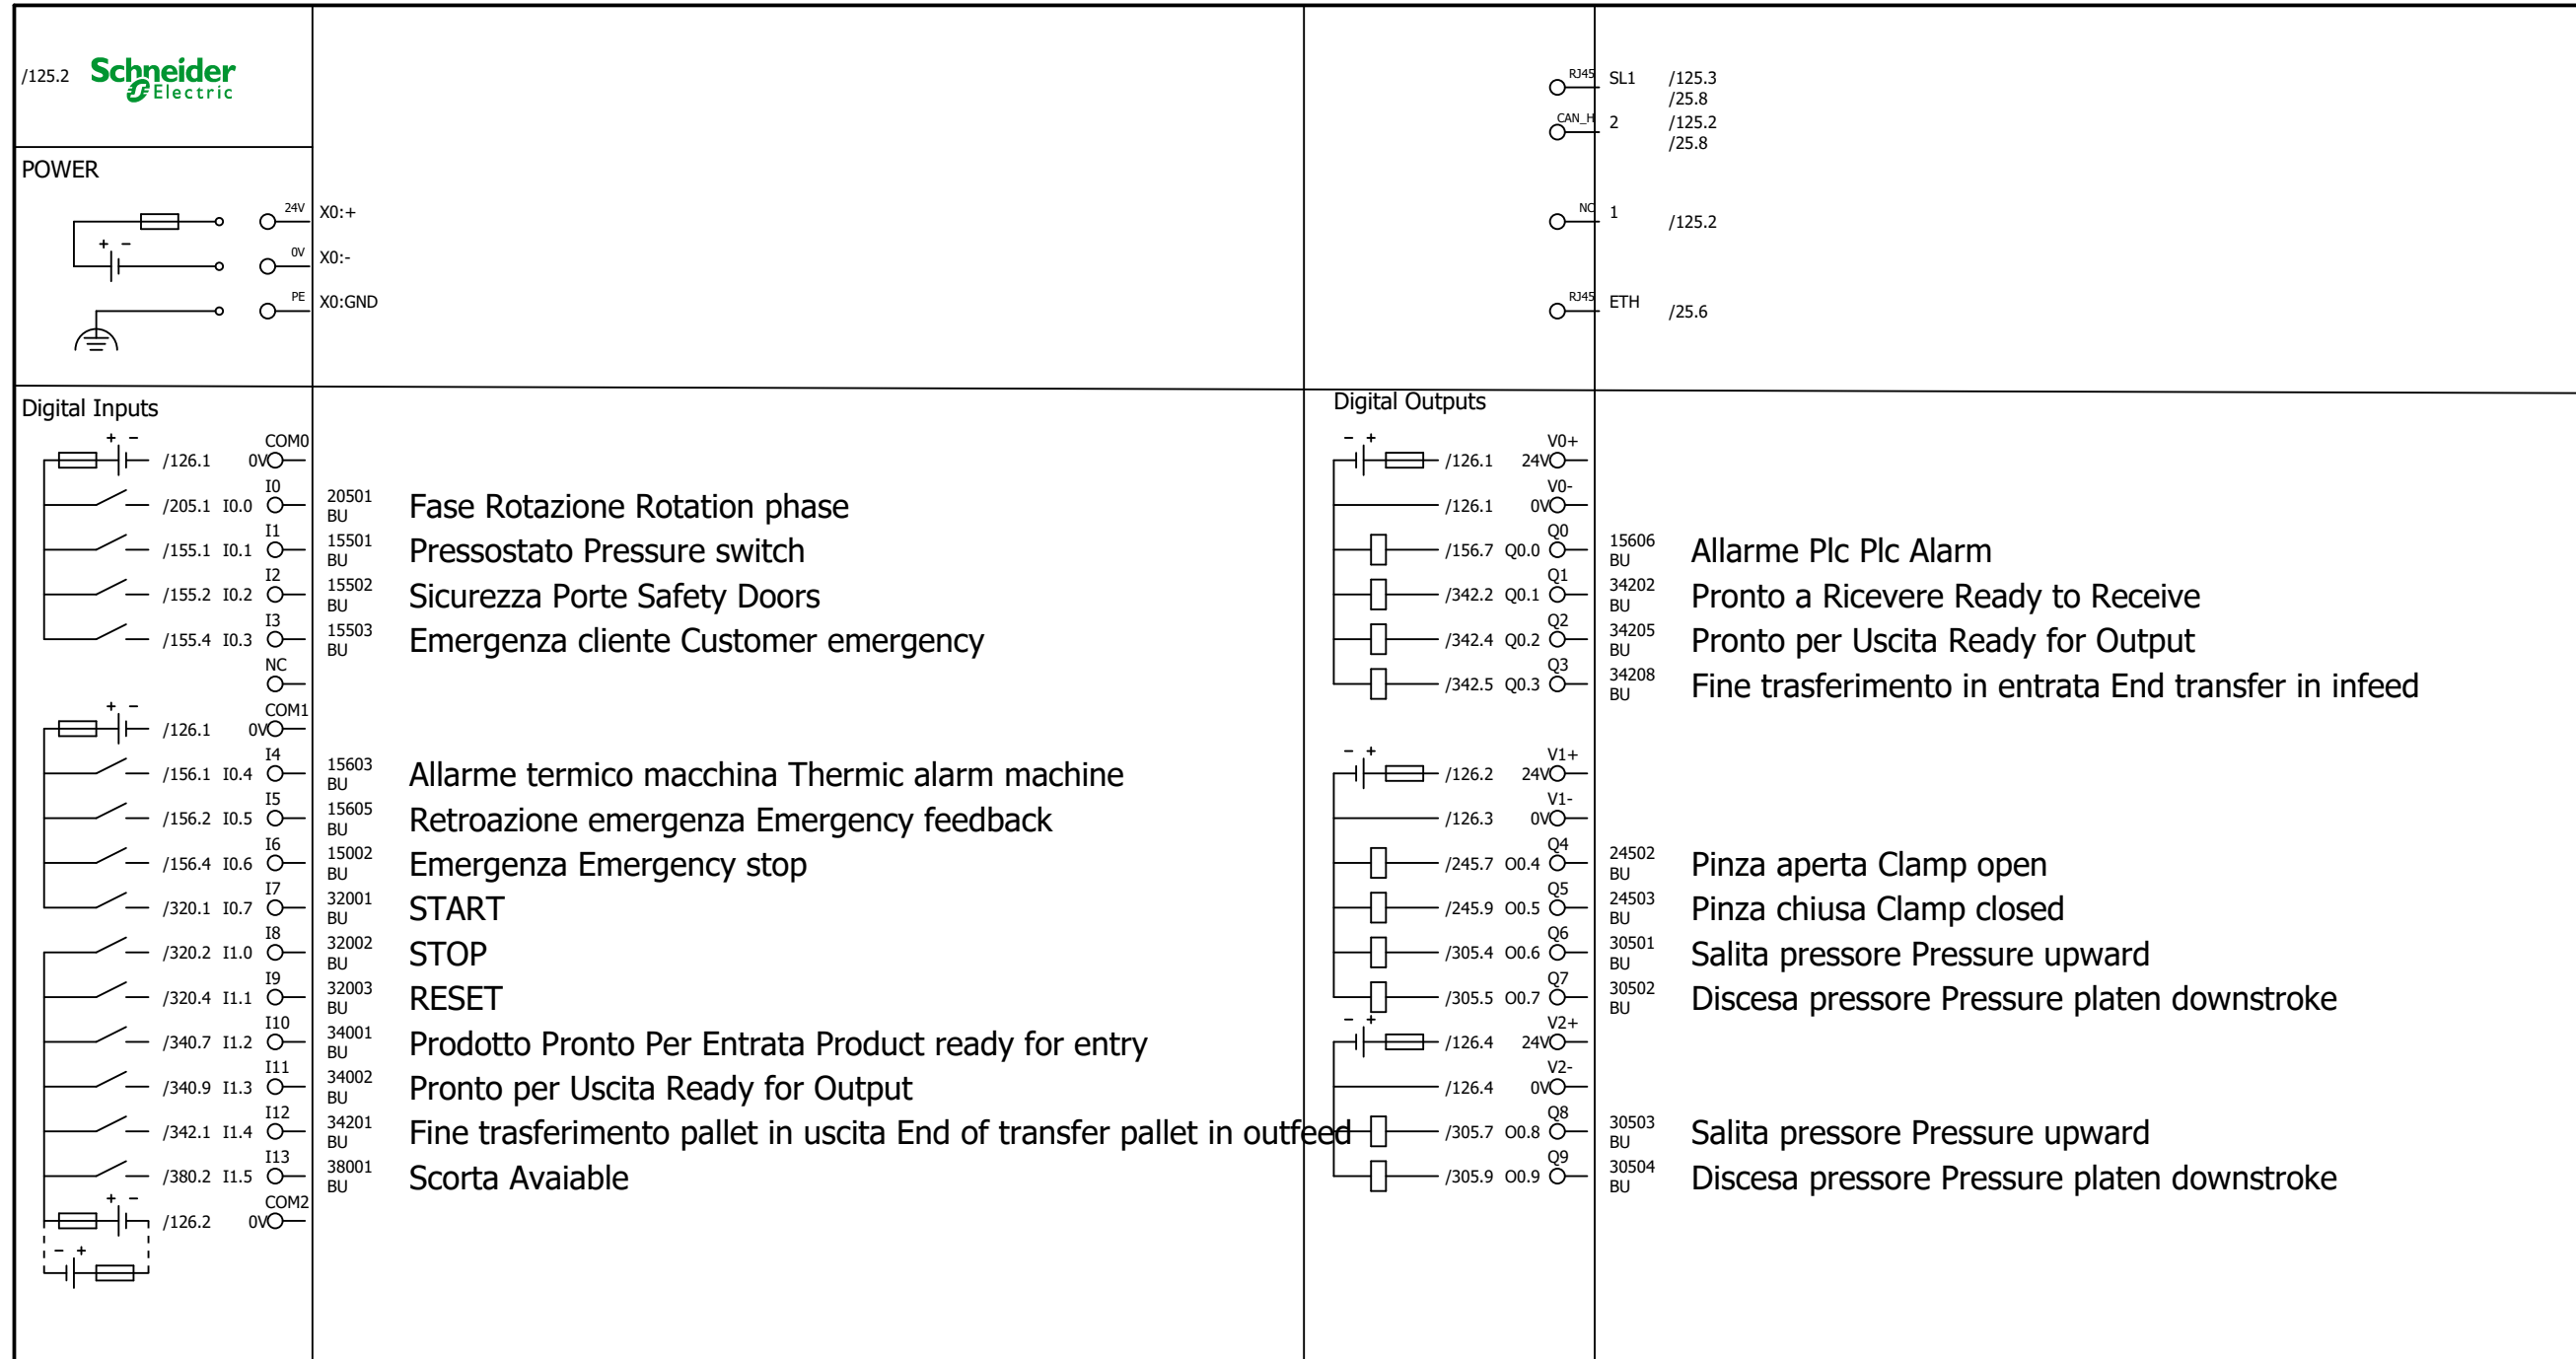 /125.2 Schneider Electric
RJ45 SL1 /125.3
/25.8
CAN_H 2 /125.2
/25.8
POWER
24V X0:+
NC 1 /125.2
+ -
0V X0:-
PE X0:GND
RJ45 ETH /25.6
Digital Inputs
+ - COM0
/126.1 0V
I0
/205.1 I0.0 20501 BU Fase Rotazione Rotation phase
I1
/155.1 I0.1 15501 BU Pressostato Pressure switch
I2
/155.2 I0.2 15502 BU Sicurezza Porte Safety Doors
I3
/155.4 I0.3 15503 BU Emergenza cliente Customer emergency
NC
+ - COM1
/126.1 0V
I4
/156.1 I0.4 15603 BU Allarme termico macchina Thermic alarm machine
I5
/156.2 I0.5 15605 BU Retroazione emergenza Emergency feedback
I6
/156.4 I0.6 15002 BU Emergenza Emergency stop
I7
/320.1 I0.7 32001 BU START
I8
/320.2 I1.0 32002 BU STOP
I9
/320.4 I1.1 32003 BU RESET
I10
/340.7 I1.2 34001 BU Prodotto Pronto Per Entrata Product ready for entry
I11
/340.9 I1.3 34002 BU Pronto per Uscita Ready for Output
I12
/342.1 I1.4 34201 BU Fine trasferimento pallet in uscita End of transfer pallet in outfeed
I13
/380.2 I1.5 38001 BU Scorta Avaiable
+ - COM2
/126.2 0V
- +
Digital Outputs
- + V0+
/126.1 24V
V0-
/126.1 0V
Q0
/156.7 Q0.0 15606 BU Allarme Plc Plc Alarm
Q1
/342.2 Q0.1 34202 BU Pronto a Ricevere Ready to Receive
Q2
/342.4 Q0.2 34205 BU Pronto per Uscita Ready for Output
Q3
/342.5 Q0.3 34208 BU Fine trasferimento in entrata End transfer in infeed
- + V1+
/126.2 24V
V1-
/126.3 0V
Q4
/245.7 O0.4 24502 BU Pinza aperta Clamp open
Q5
/245.9 O0.5 24503 BU Pinza chiusa Clamp closed
Q6
/305.4 O0.6 30501 BU Salita pressore Pressure upward
Q7
/305.5 O0.7 30502 BU Discesa pressore Pressure platen downstroke
- + V2+
/126.4 24V
V2-
/126.4 0V
Q8
/305.7 O0.8 30503 BU Salita pressore Pressure upward
Q9
/305.9 O0.9 30504 BU Discesa pressore Pressure platen downstroke